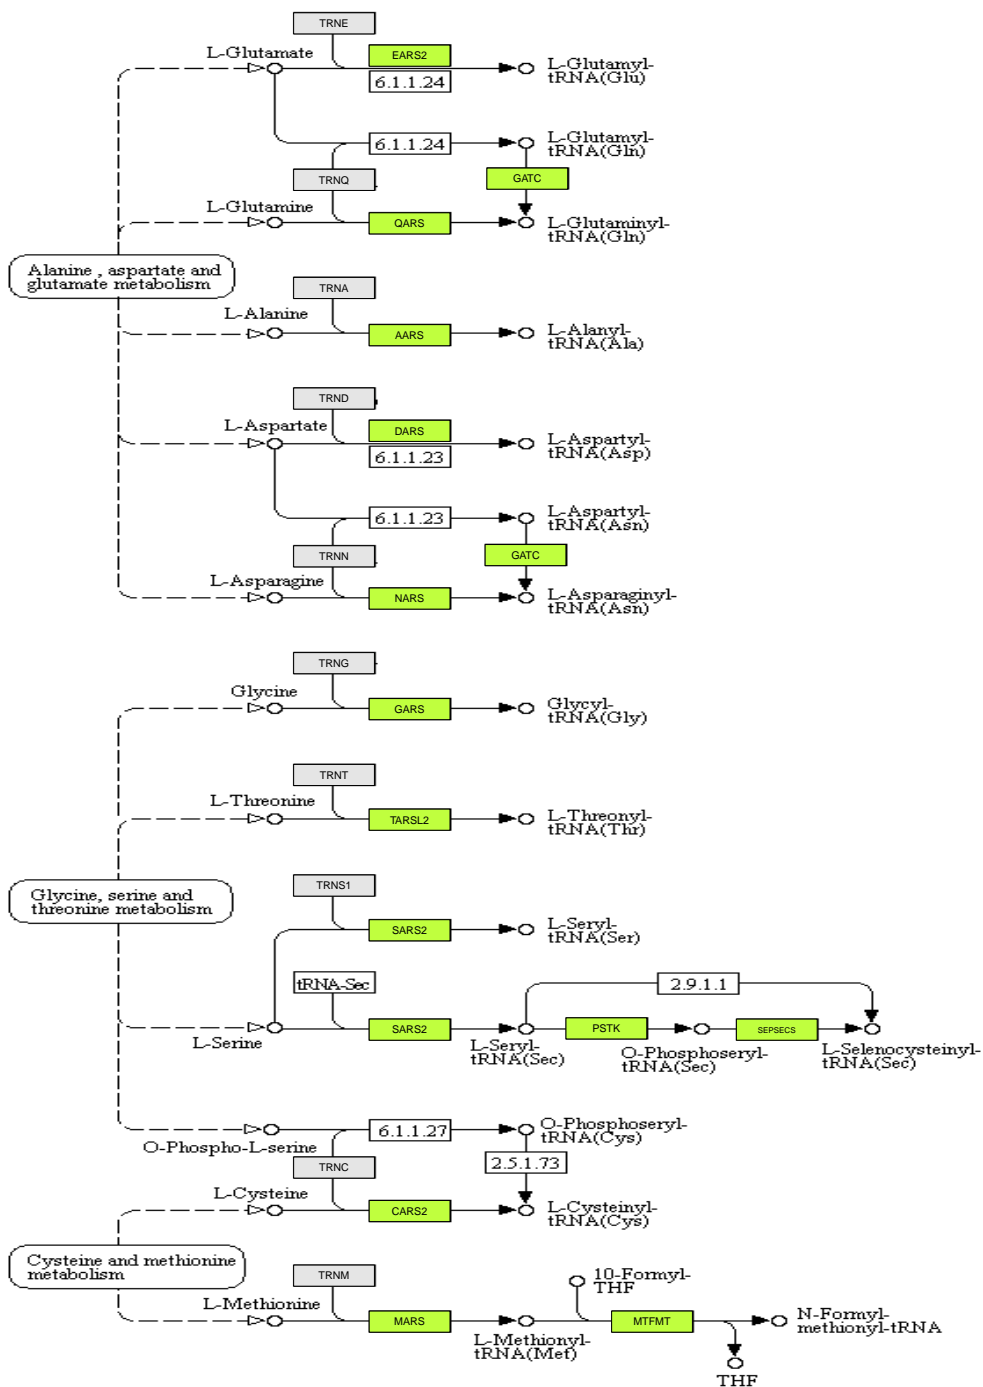 TRNE
L-Glutamate
EARS2
6.1.1.24
L-Glutamyl-
tRNA(Glu)
6.1.1.24
L-Glutamyl-
tRNA(Gln)
TRNQ
GATC
L-Glutamine
QARS
L-Glutaminyl-
tRNA(Gln)
Alanine , aspartate and
glutamate metabolism
TRNA
L-Alanine
AARS
L-Alanyl-
tRNA(Ala)
TRND
L-Aspartate
DARS
6.1.1.23
L-Aspartyl-
tRNA(Asp)
6.1.1.23
L-Aspartyl-
tRNA(Asn)
TRNN
GATC
L-Asparagine
NARS
L-Asparaginyl-
tRNA(Asn)
TRNG
Glycine
GARS
Glycyl-
tRNA(Gly)
TRNT
L-Threonine
TARSL2
L-Threonyl-
tRNA(Thr)
Glycine, serine and
threonine metabolism
TRNS1
SARS2
L-Seryl-
tRNA(Ser)
tRNA-Sec
2.9.1.1
L-Serine
SARS2
L-Seryl-
tRNA(Sec)
PSTK
O-Phosphoseryl-
tRNA(Sec)
SEPSECS
L-Selenocysteinyl-
tRNA(Sec)
O-Phospho-L-serine
6.1.1.27
O-Phosphoseryl-
tRNA(Cys)
TRNC
2.5.1.73
L-Cysteine
CARS2
L-Cysteinyl-
tRNA(Cys)
Cysteine and methionine
metabolism
TRNM
10-Formyl-
THF
L-Methionine
MARS
L-Methionyl-
tRNA(Met)
MTFMT
N-Formyl-
methionyl-tRNA
THF